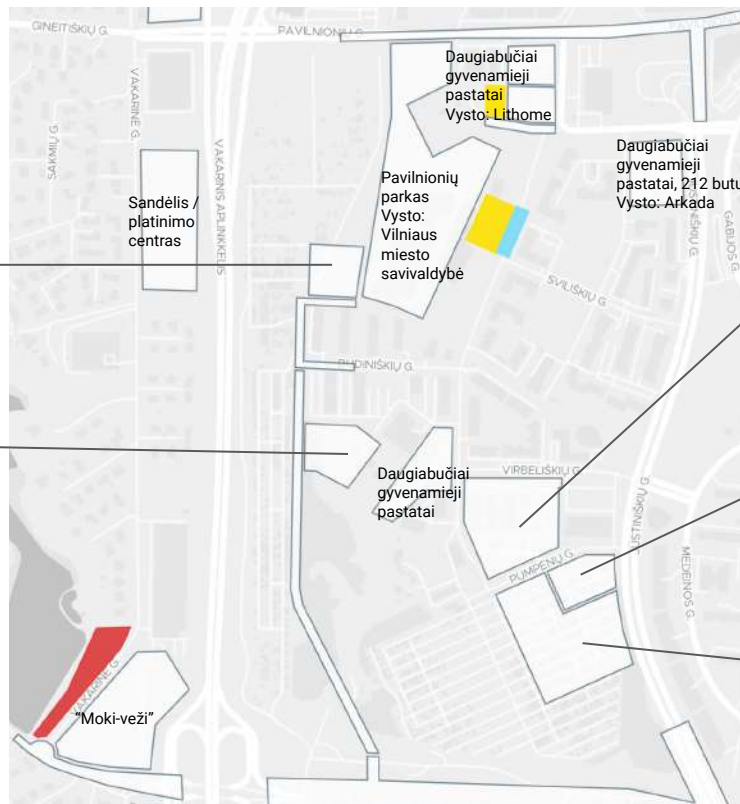 GINEITIŠKIŲ G.
PAVILNIONIŲ G.
PAVILNIONIŲ
VAKARINĖ G.
SAKMIŲ G.
VAKARINIS APLINKKELIS
Daugiabučiai
gyvenamieji
pastatai
Vysto: Lithome
Daugiabučiai
gyvenamieji
pastatai, 212 butų
Vysto: Arkada
Sandėlis /
platinimo
centras
Pavilnionių
parkas
Vysto:
Vilniaus
miesto
savivaldybė
GABIJOS G.
SVILIŠKIŲ G.
BUDINIŠKIŲ G.
Daugiabučiai
gyvenamieji
pastatai
VIRBELIŠKIŲ G.
JUSTINIŠKIŲ G.
PUMPĖNŲ G.
MEDEINOS G.
VAKARINĖ G.
"Moki-veži"